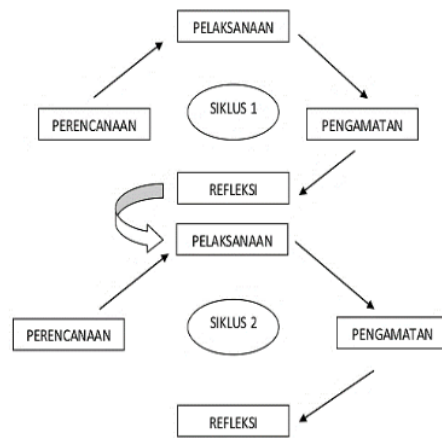 PELAKSANAAN
PERENCANAAN
SIKLUS 1
PENGAMATAN
REFLEKSI
PELAKSANAAN
PERENCANAAN
SIKLUS 2
PENGAMATAN
REFLEKSI